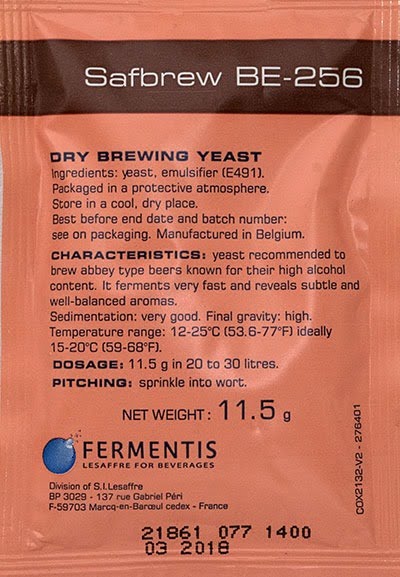 Safbrew BE-256
DRY BREWING YEAST
Ingredients: yeast, emulsifier (E491).
Packaged in a protective atmosphere.
Store in a cool, dry place.
Best before end date and batch number:
see on packaging. Manufactured in Belgium.
CHARACTERISTICS: yeast recommended to
brew abbey type beers known for their high alcohol
content. It ferments very fast and reveals subtle and
well-balanced aromas.
Sedimentation: very good. Final gravity: high.
Temperature range: 12-25°C (53.6-77°F) ideally
15-20°C (59-68°F).
DOSAGE: 11.5 g in 20 to 30 litres.
PITCHING: sprinkle into wort.
NET WEIGHT: 11.5 g
FERMENTIS
LESAFFRE FOR BEVERAGES
Division of S.I.Lesaffre
BP 3029 - 137 rue Gabriel Péri
F-59703 Marcq-en-Barœul cedex - France
COX2132-V2 - 276401
21861 077 1400
03 2018